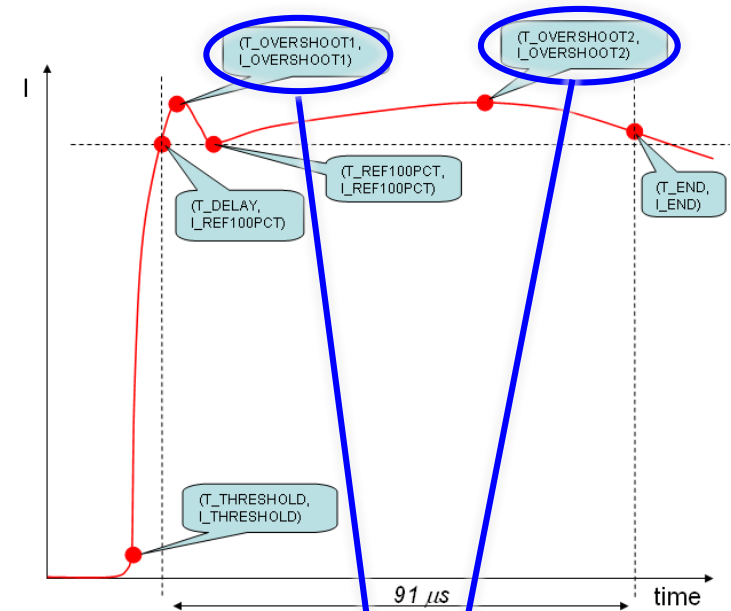 (T_OVERSHOOT1,
I_OVERSHOOT1)
(T_OVERSHOOT2,
I_OVERSHOOT2)
I
(T_REF100PCT,
I_REF100PCT)
(T_DELAY,
I_REF100PCT)
(T_END,
I_END)
(T_THRESHOLD,
I_THRESHOLD)
91 μs
time